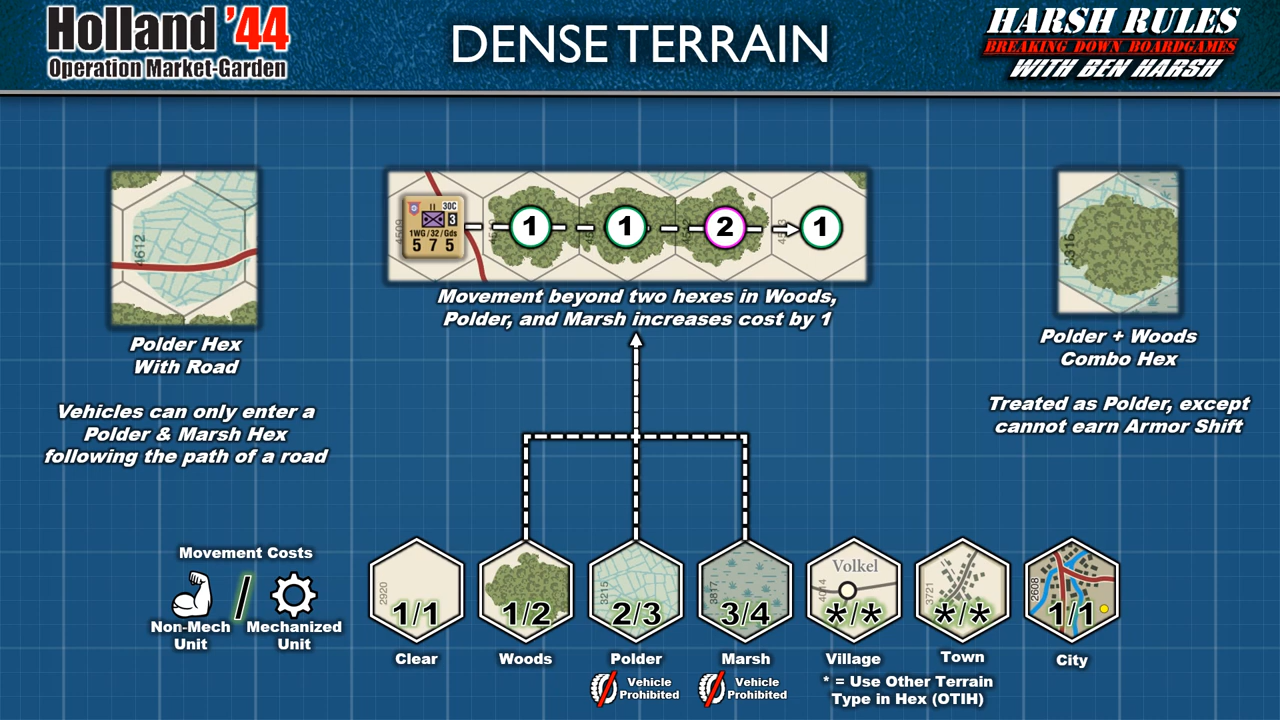 Holland '44
Operation Market-Garden
DENSE TERRAIN
HARSH RULES
BREAKING DOWN BOARDGAMES
WITH BEN HARSH
4612
Polder Hex
With Road
Vehicles can only enter a
Polder & Marsh Hex
following the path of a road
4509
II 30C
3
1WG/32/Gds
5 7 5
1
1
2
1
Movement beyond two hexes in Woods,
Polder, and Marsh increases cost by 1
3316
Polder + Woods
Combo Hex
Treated as Polder, except
cannot earn Armor Shift
Movement Costs
/
Non-Mech
Unit
Mechanized
Unit
2920
1/1
Clear
1/2
Woods
3215
2/3
Polder
Vehicle
Prohibited
3817
3/4
Marsh
Vehicle
Prohibited
Volkel
4014
*/*
Village
3721
*/*
Town
* = Use Other Terrain
Type in Hex (OTIH)
2608
1/1
City